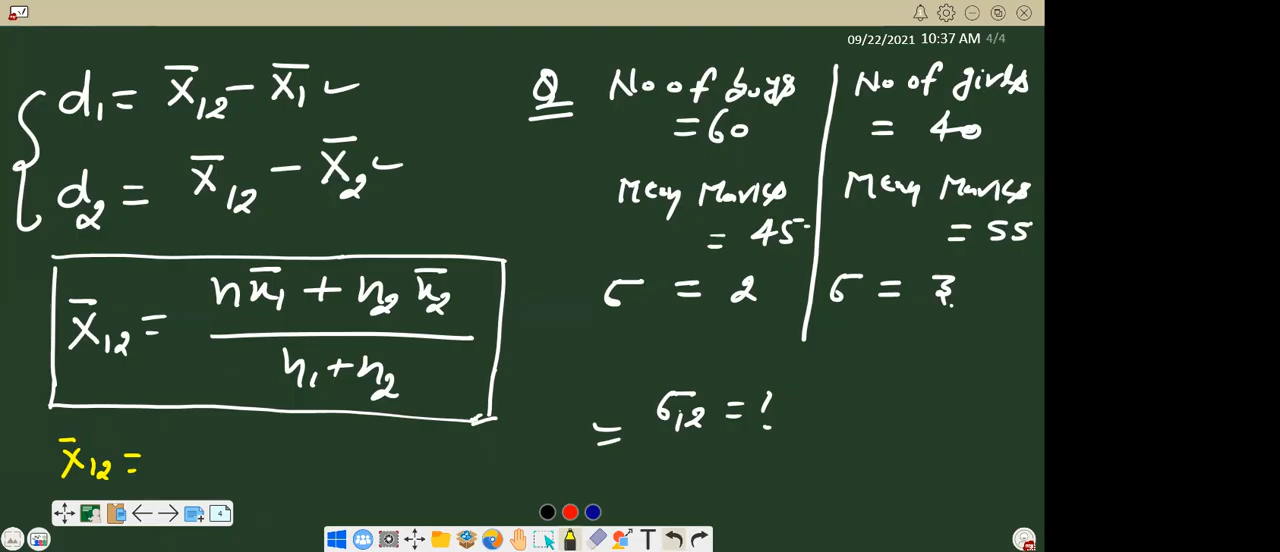 09/22/2021 10:37 AM 4/4
d1 = X̄12 - X̄1 ✓
d2 = X̄12 - X̄2 ✓
X̄12 = (n x̄1 + n2 x̄2) / (n1 + n2)
X̄12 =
Q No of boys
= 60
Mean Marks
= 45
σ = 2
No of girls
= 40
Mean Marks
= 55
σ = 3
= σ12 = !
4
T